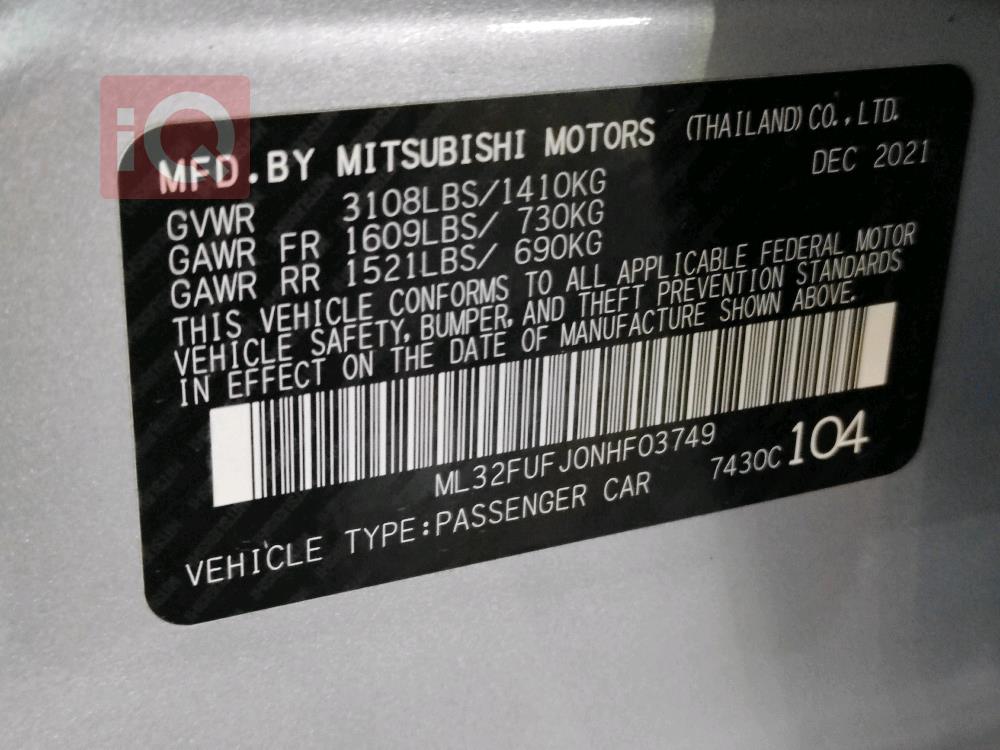 iQ
MFD.BY MITSUBISHI MOTORS (THAILAND) CO., LTD.
DEC 2021
GVWR 3108LBS/1410KG
GAWR FR 1609LBS/ 730KG
GAWR RR 1521LBS/ 690KG
THIS VEHICLE CONFORMS TO ALL APPLICABLE FEDERAL MOTOR
VEHICLE SAFETY, BUMPER, AND THEFT PREVENTION STANDARDS
IN EFFECT ON THE DATE OF MANUFACTURE SHOWN ABOVE.
ML32FUFJ0NHF03749
VEHICLE TYPE:PASSENGER CAR 7430C 104